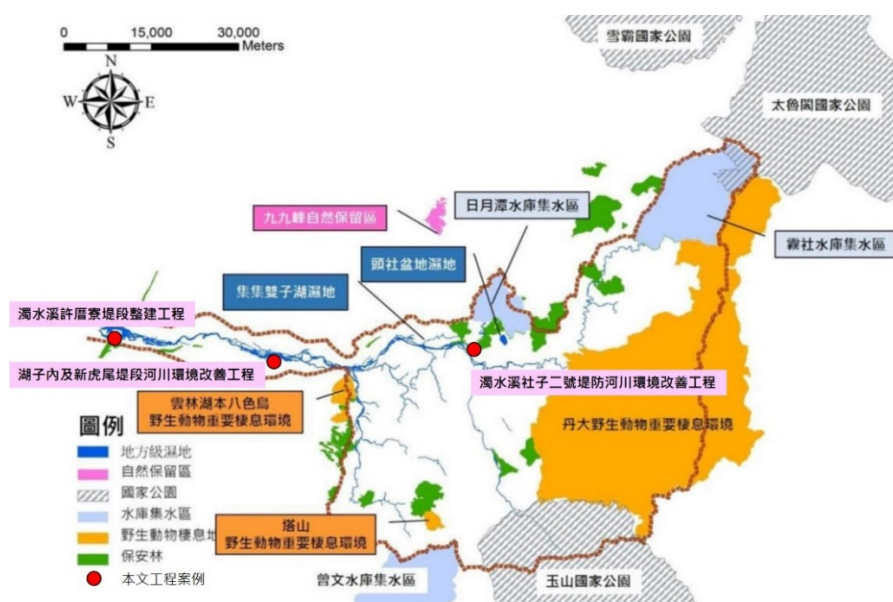 0 15,000 30,000
Meters
N
W E
S
雪霸國家公園
太魯閣國家公園
九九峰自然保留區
日月潭水庫集水區
頭社盆地濕地
霧社水庫集水區
集集雙子湖濕地
濁水溪許厝寮堤段整建工程
湖子內及新虎尾堤段河川環境改善工程
濁水溪社子二號堤防河川環境改善工程
雲林湖本八色鳥
野生動物重要棲息環境
丹大野生動物重要棲息環境
塔山
野生動物重要棲息環境
曾文水庫集水區
玉山國家公園
圖例
地方級濕地
自然保留區
國家公園
水庫集水區
野生動物棲息地
保安林
本文工程案例